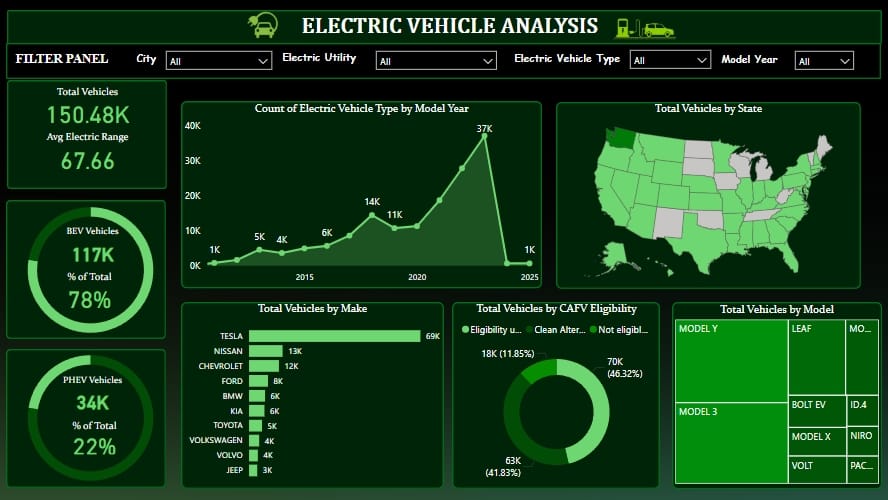 ELECTRIC VEHICLE ANALYSIS
FILTER PANEL
City
All
Electric Utility
All
Electric Vehicle Type
All
Model Year
All
Total Vehicles
150.48K
Avg Electric Range
67.66
BEV Vehicles
117K
% of Total
78%
PHEV Vehicles
34K
% of Total
22%
Count of Electric Vehicle Type by Model Year
40K
30K
20K
10K
0K
1K
5K
4K
6K
14K
11K
37K
1K
2015
2020
2025
Total Vehicles by State
Total Vehicles by Make
TESLA 69K
NISSAN 13K
CHEVROLET 12K
FORD 8K
BMW 6K
KIA 6K
TOYOTA 5K
VOLKSWAGEN 4K
VOLVO 4K
JEEP 3K
Total Vehicles by CAFV Eligibility
Eligibility u... Clean Alter... Not eligibl...
18K (11.85%)
70K
(46.32%)
63K
(41.83%)
Total Vehicles by Model
MODEL Y
MODEL 3
LEAF
MO...
BOLT EV
ID.4
MODEL X
NIRO
VOLT
PAC...